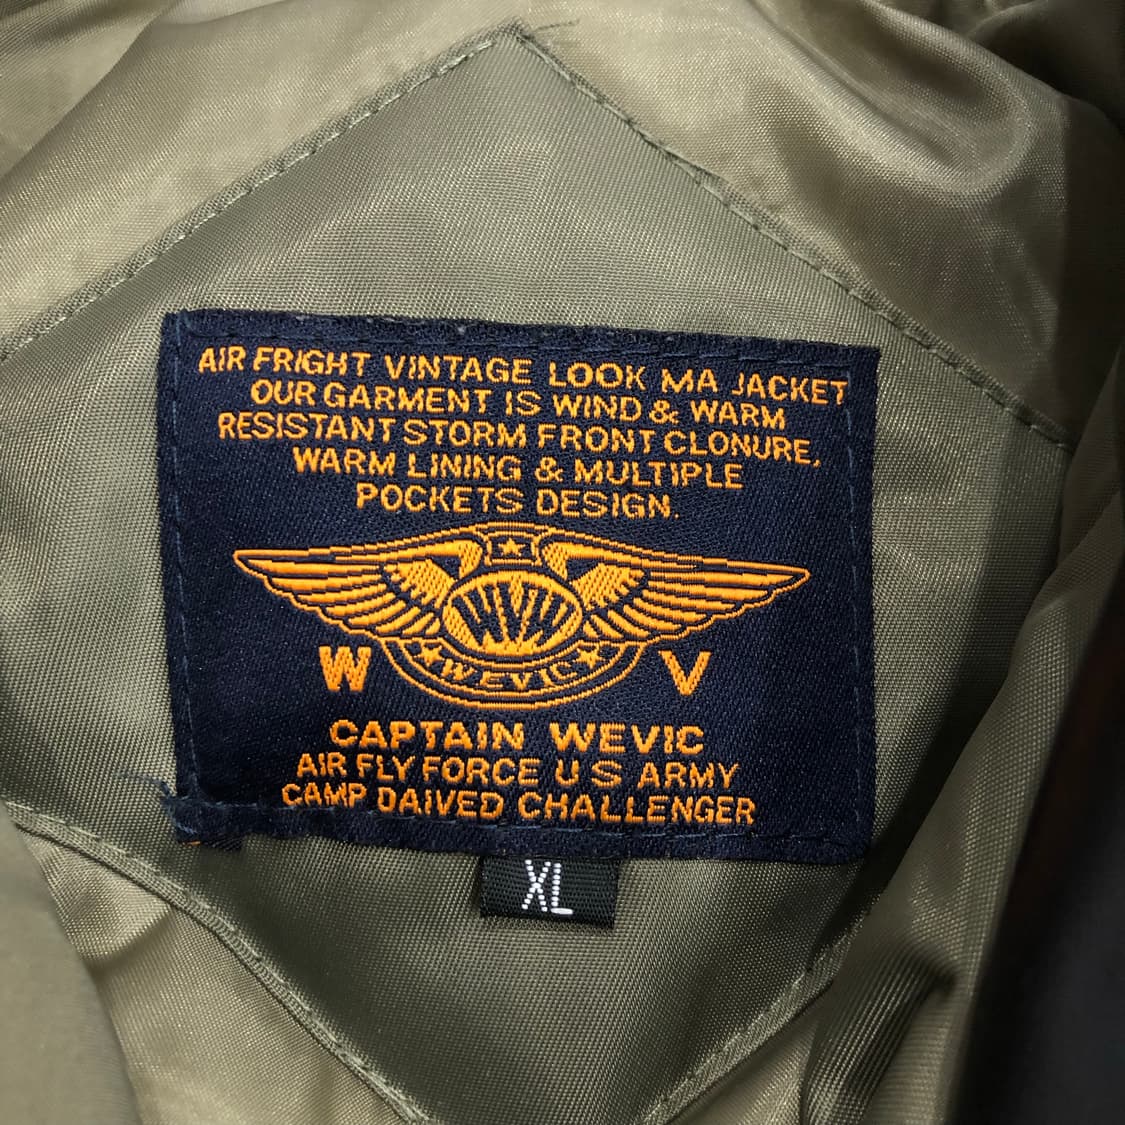 AIR FRIGHT VINTAGE LOOK MA JACKET
OUR GARMENT IS WIND & WARM
RESISTANT STORM FRONT CLONURE,
WARM LINING & MULTIPLE
POCKETS DESIGN.
WVW
W ★WEVIC★ V
CAPTAIN WEVIC
AIR FLY FORCE U S ARMY
CAMP DAIVED CHALLENGER
XL